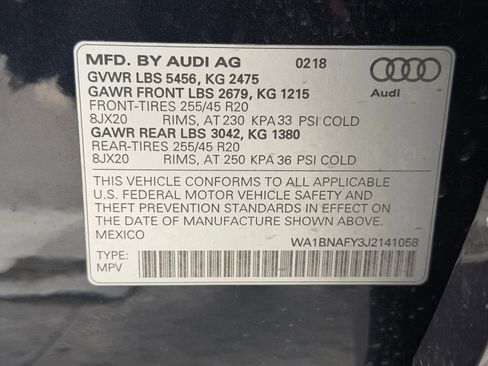 MFD. BY AUDI AG 0218
GVWR LBS 5456, KG 2475
GAWR FRONT LBS 2679, KG 1215
FRONT-TIRES 255/45 R20
8JX20 RIMS, AT 230 KPA 33 PSI COLD
GAWR REAR LBS 3042, KG 1380
REAR-TIRES 255/45 R20
8JX20 RIMS, AT 250 KPA 36 PSI COLD
Audi
THIS VEHICLE CONFORMS TO ALL APPLICABLE
U.S. FEDERAL MOTOR VEHICLE SAFETY AND
THEFT PREVENTION STANDARDS IN EFFECT ON
THE DATE OF MANUFACTURE SHOWN ABOVE.
MEXICO WA1BNAFY3J2141058
TYPE:
MPV